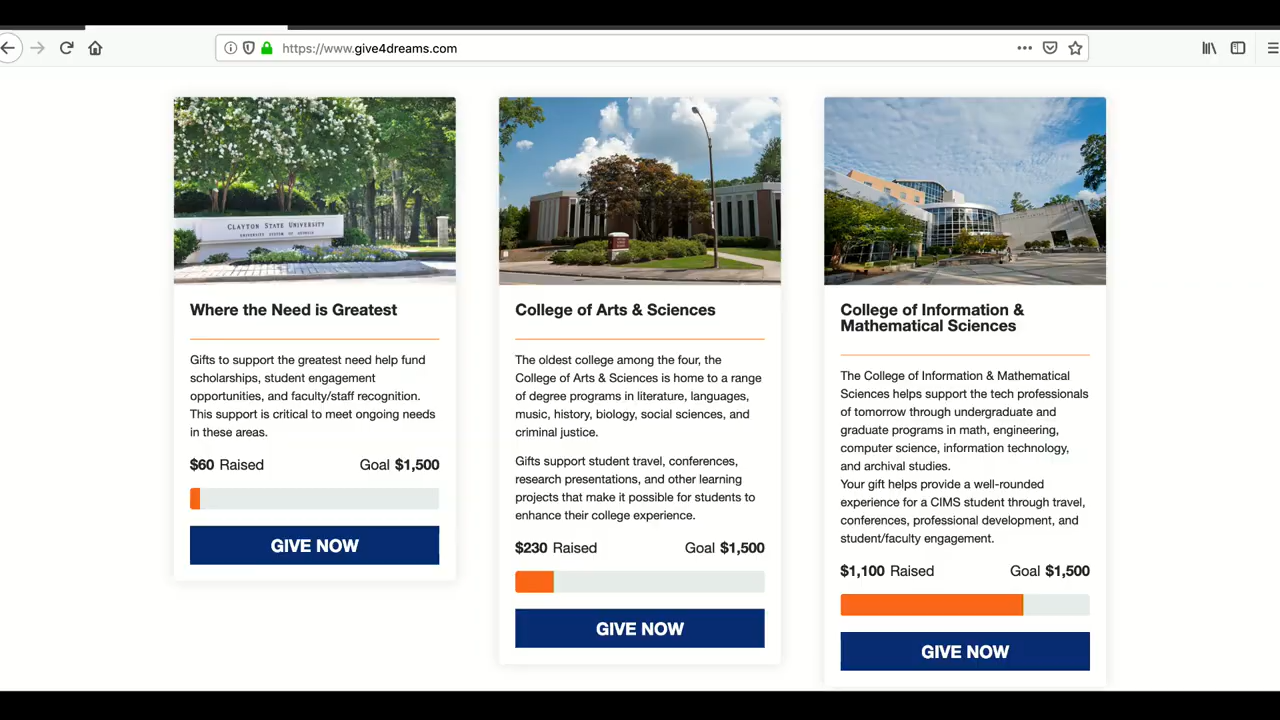 https://www.give4dreams.com
CLAYTON STATE UNIVERSITY
UNIVERSITY SYSTEM OF GEORGIA
Where the Need is Greatest
Gifts to support the greatest need help fund
scholarships, student engagement
opportunities, and faculty/staff recognition.
This support is critical to meet ongoing needs
in these areas.
$60 Raised Goal $1,500
GIVE NOW
College of Arts & Sciences
The oldest college among the four, the
College of Arts & Sciences is home to a range
of degree programs in literature, languages,
music, history, biology, social sciences, and
criminal justice.
Gifts support student travel, conferences,
research presentations, and other learning
projects that make it possible for students to
enhance their college experience.
$230 Raised Goal $1,500
GIVE NOW
College of Information &
Mathematical Sciences
The College of Information & Mathematical
Sciences helps support the tech professionals
of tomorrow through undergraduate and
graduate programs in math, engineering,
computer science, information technology,
and archival studies.
Your gift helps provide a well-rounded
experience for a CIMS student through travel,
conferences, professional development, and
student/faculty engagement.
$1,100 Raised Goal $1,500
GIVE NOW